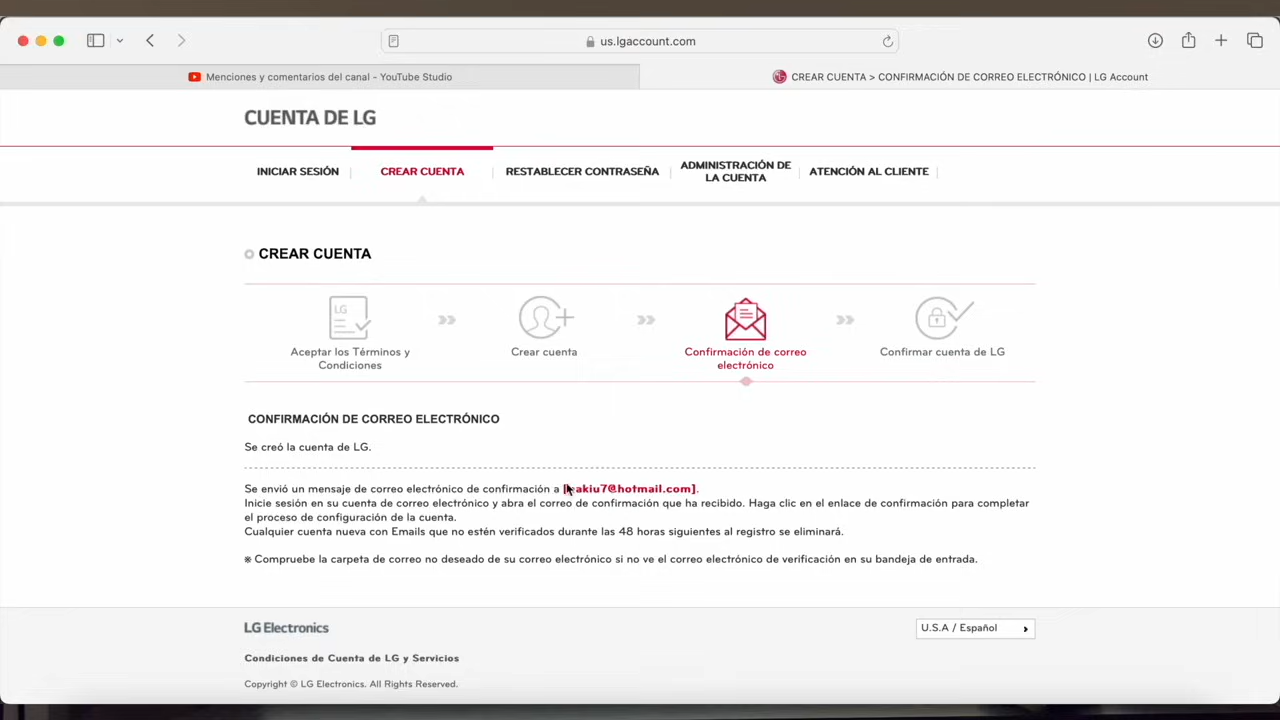 us.lgaccount.com
Menciones y comentarios del canal - YouTube Studio
CREAR CUENTA > CONFIRMACIÓN DE CORREO ELECTRÓNICO | LG Account
CUENTA DE LG
INICIAR SESIÓN
CREAR CUENTA
RESTABLECER CONTRASEÑA
ADMINISTRACIÓN DE
LA CUENTA
ATENCIÓN AL CLIENTE
CREAR CUENTA
LG
Aceptar los Términos y
Condiciones
Crear cuenta
Confirmación de correo
electrónico
Confirmar cuenta de LG
CONFIRMACIÓN DE CORREO ELECTRÓNICO
Se creó la cuenta de LG.
Se envió un mensaje de correo electrónico de confirmación a
Inicie sesión en su cuenta de correo electrónico y abra el correo de confirmación que ha recibido. Haga clic en el enlace de confirmación para completar
el proceso de configuración de la cuenta.
Cualquier cuenta nueva con Emails que no estén verificados durante las 48 horas siguientes al registro se eliminará.
※ Compruebe la carpeta de correo no deseado de su correo electrónico si no ve el correo electrónico de verificación en su bandeja de entrada.
LG Electronics
U.S.A / Español
Condiciones de Cuenta de LG y Servicios
Copyright © LG Electronics. All Rights Reserved.